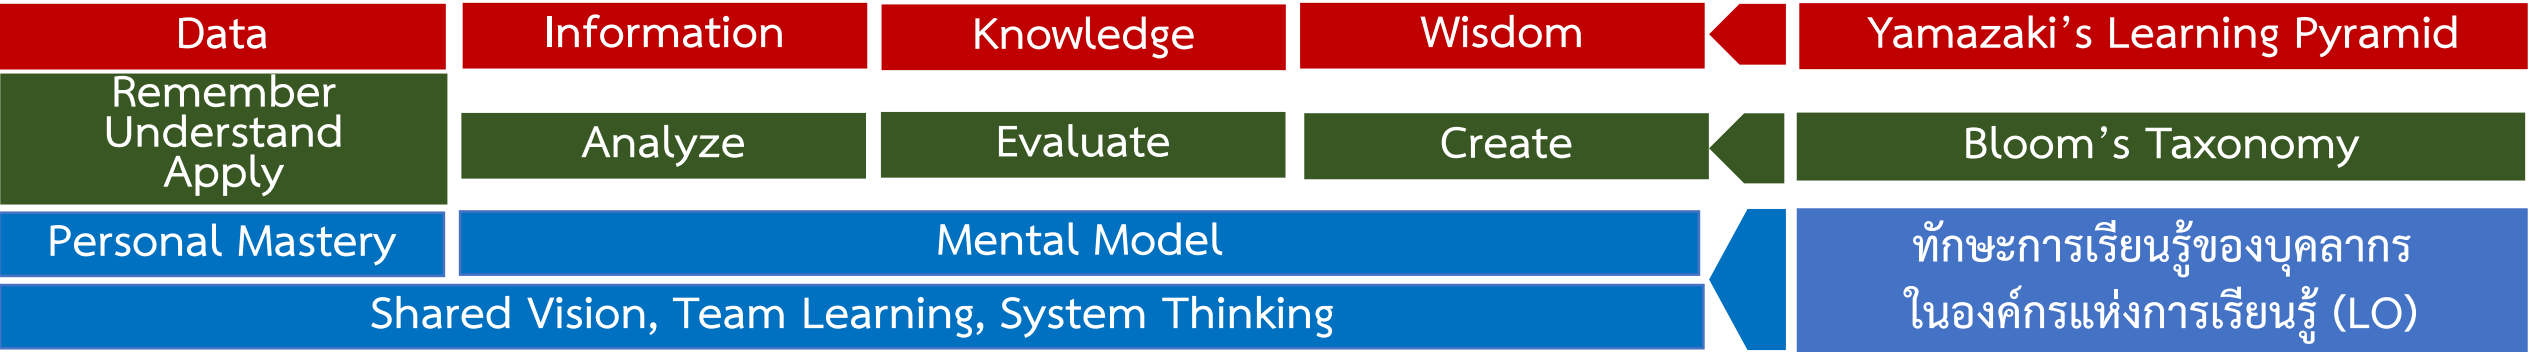 Data
Information
Knowledge
Wisdom
Yamazaki's Learning Pyramid
Remember
Understand
Apply
Analyze
Evaluate
Create
Bloom's Taxonomy
Personal Mastery
Mental Model
ทักษะการเรียนรู้ของบุคลากร
ในองค์กรแห่งการเรียนรู้ (LO)
Shared Vision, Team Learning, System Thinking